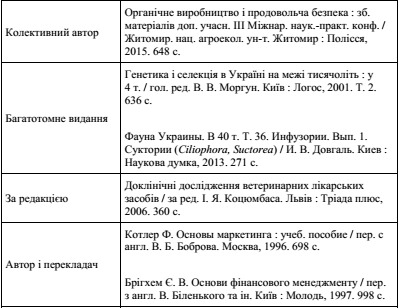 Колективний автор
Органічне виробництво і продовольча безпека : зб.
матеріалів доп. учасн. III Міжнар. наук.-практ. конф. /
Житомир. нац. агроекол. ун-т. Житомир : Полісся,
2015. 648 с.
Багатотомне видання
Генетика і селекція в Україні на межі тисячоліть : у
4 т. / гол. ред. В. В. Моргун. Київ : Логос, 2001. Т. 2.
636 с.
Фауна Украины. В 40 т. Т. 36. Инфузории. Вып. 1.
Суктории (Ciliophora, Suctorea) / И. В. Довгаль. Киев :
Наукова думка, 2013. 271 с.
За редакцією
Доклінічні дослідження ветеринарних лікарських
засобів / за ред. І. Я. Коцюмбаса. Львів : Тріада плюс,
2006. 360 с.
Автор і перекладач
Котлер Ф. Основы маркетинга : учеб. пособие / пер. с
англ. В. Б. Боброва. Москва, 1996. 698 с.
Брігхем Є. В. Основи фінансового менеджменту / пер.
з англ. В. Біленького та ін. Київ : Молодь, 1997. 998 с.